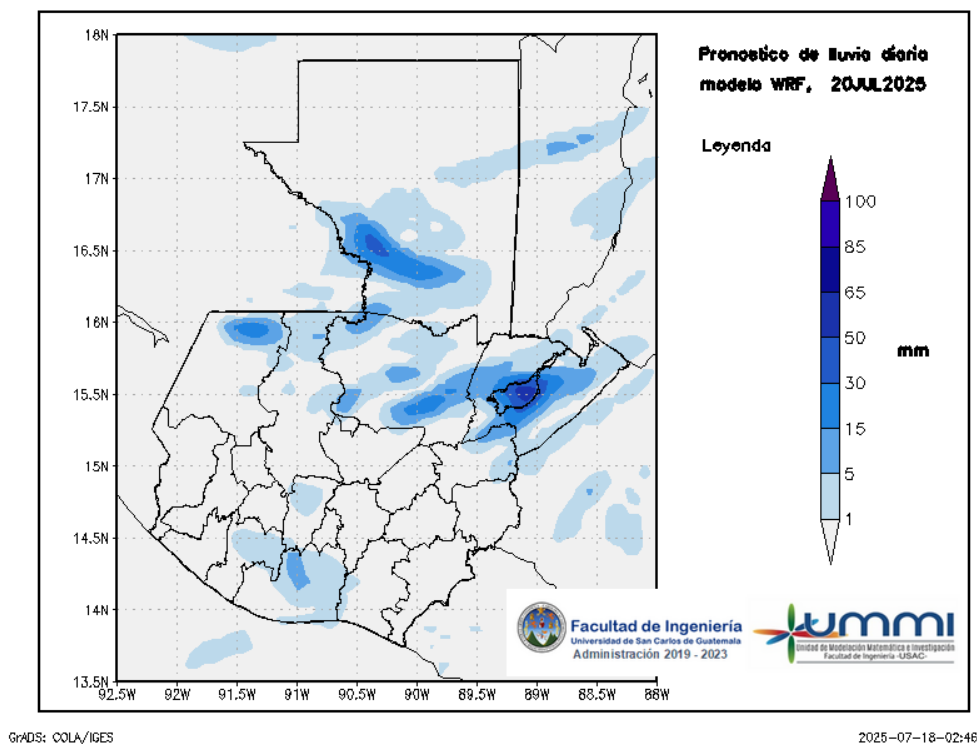 Pronostico de lluvia diaria
modelo WRF, 20JUL2025
Leyenda
100
85
65
50
30
15
5
1
mm
18N
17.5N
17N
16.5N
16N
15.5N
15N
14.5N
14N
13.5N
92.5W
92W
91.5W
91W
90.5W
90W
89.5W
89W
88.5W
88W
Facultad de Ingeniería
Universidad de San Carlos de Guatemala
Administración 2019 - 2023
UMMI
Unidad de Modelación Matemática e Investigación
Facultad de Ingeniería -USAC-
GrADS: COLA/IGES
2025-07-18-02:46